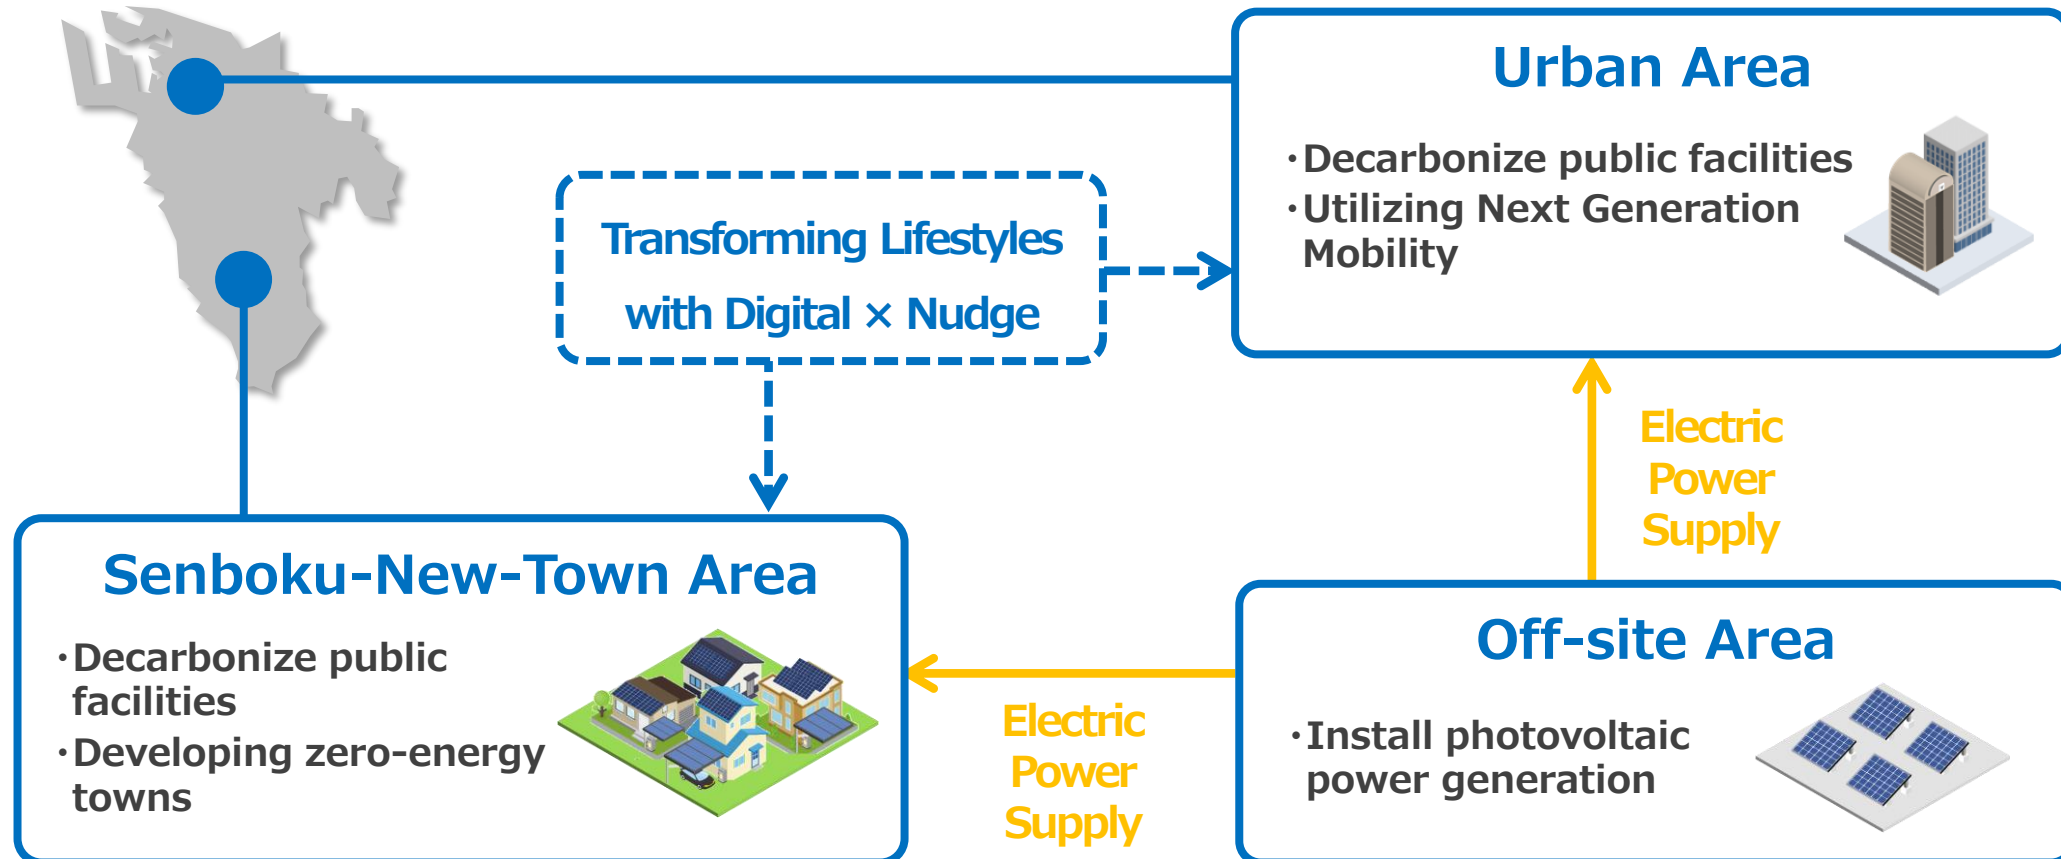 Urban Area
・Decarbonize public facilities
・Utilizing Next Generation
Mobility
Transforming Lifestyles
with Digital × Nudge
Electric
Power
Supply
Senboku-New-Town Area
・Decarbonize public
facilities
・Developing zero-energy
towns
Electric
Power
Supply
Off-site Area
・Install photovoltaic
power generation